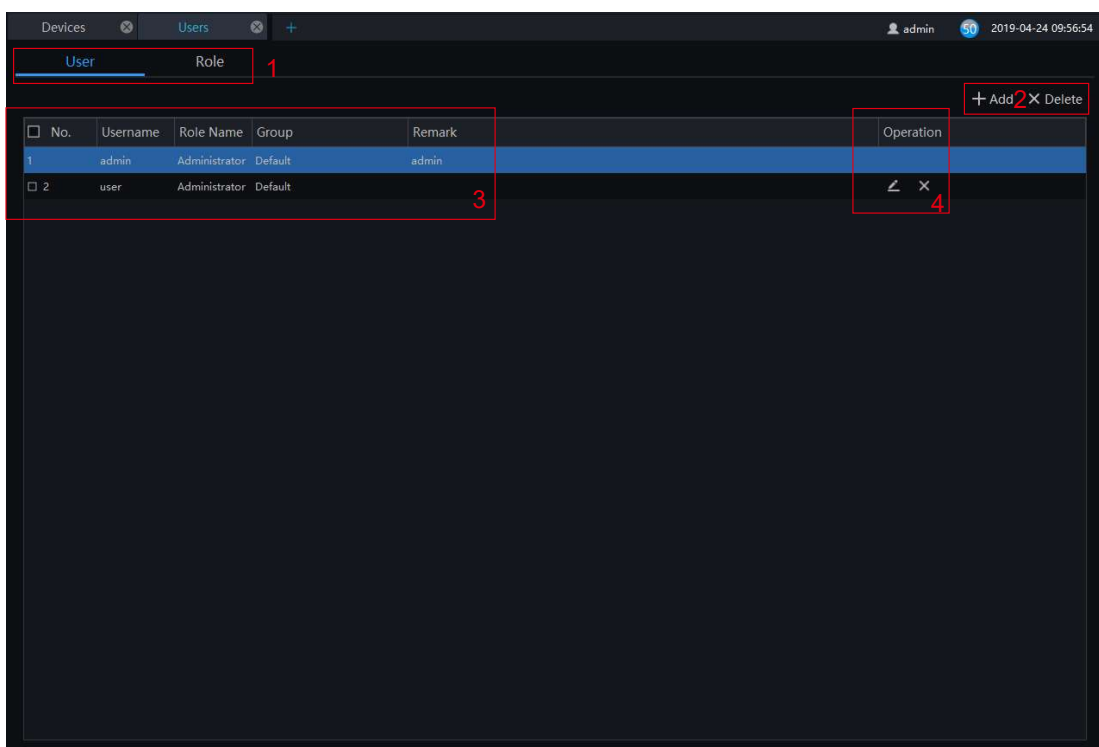 Devices Users + admin 50 2019-04-24 09:56:54
User Role 1
+ Add 2 × Delete
No. Username Role Name Group Remark Operation
1 admin Administrator Default admin
2 user Administrator Default
3 4